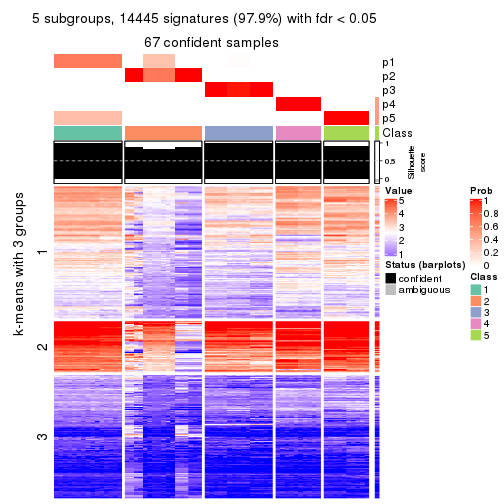 5 subgroups, 14445 signatures (97.9%) with fdr < 0.05
67 confident samples
p1
p2
p3
p4
p5
Class
1
0.5
0
Silhouette
score
k-means with 3 groups
1
2
3
Value
5
4
3
2
1
Status (barplots)
confident
ambiguous
Prob
1
0.8
0.6
0.4
0.2
0
Class
1
2
3
4
5